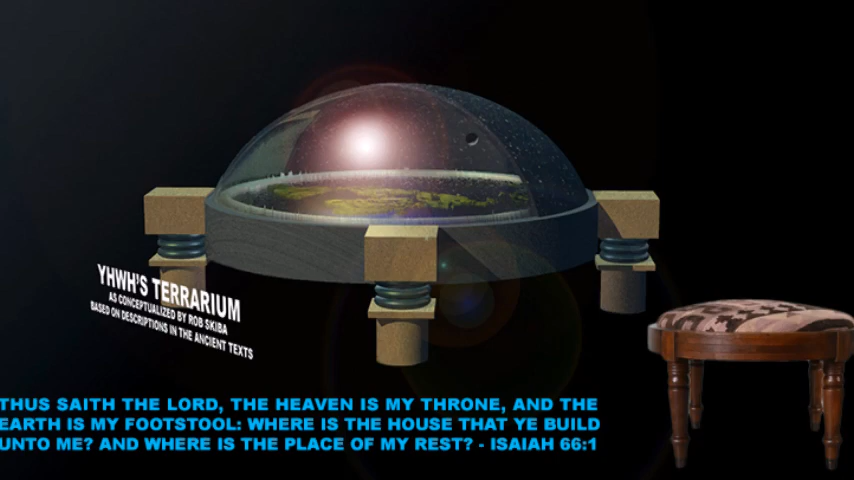 YHWH'S TERRARIUM
AS CONCEPTUALIZED BY ROB SKIBA
BASED ON DESCRIPTIONS IN THE ANCIENT TEXTS
THUS SAITH THE LORD, THE HEAVEN IS MY THRONE, AND THE
EARTH IS MY FOOTSTOOL: WHERE IS THE HOUSE THAT YE BUILD
UNTO ME? AND WHERE IS THE PLACE OF MY REST? - ISAIAH 66:1